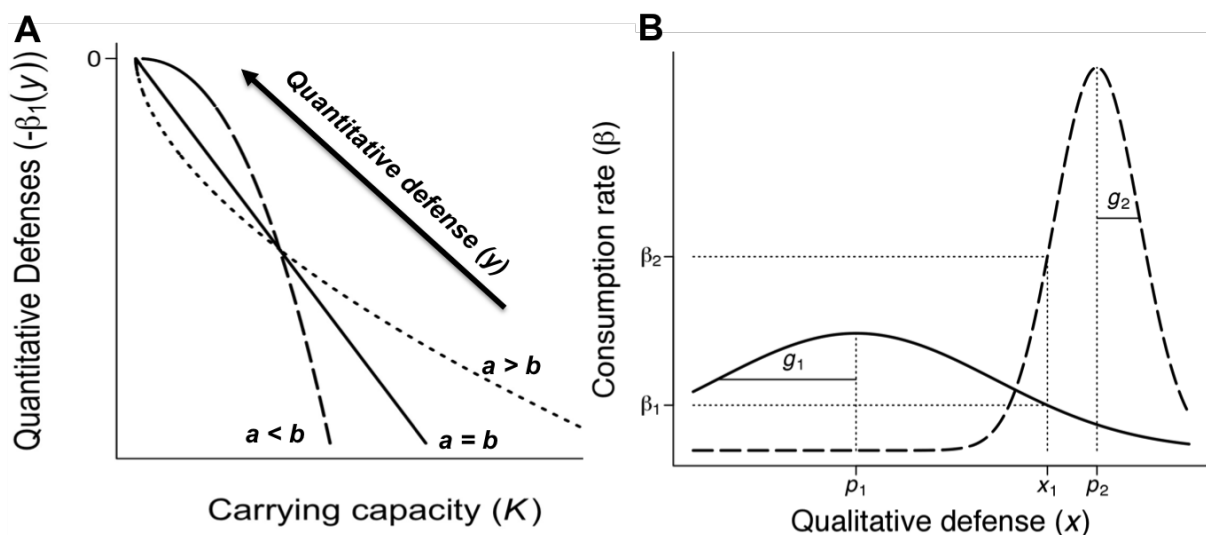 A
Quantitative Defenses (-β₁(y))
0
Quantitative defense (y)
a > b
a < b
a = b
Carrying capacity (K)
B
Consumption rate (β)
β₂
β₁
g₁
g₂
p₁
x₁
p₂
Qualitative defense (x)